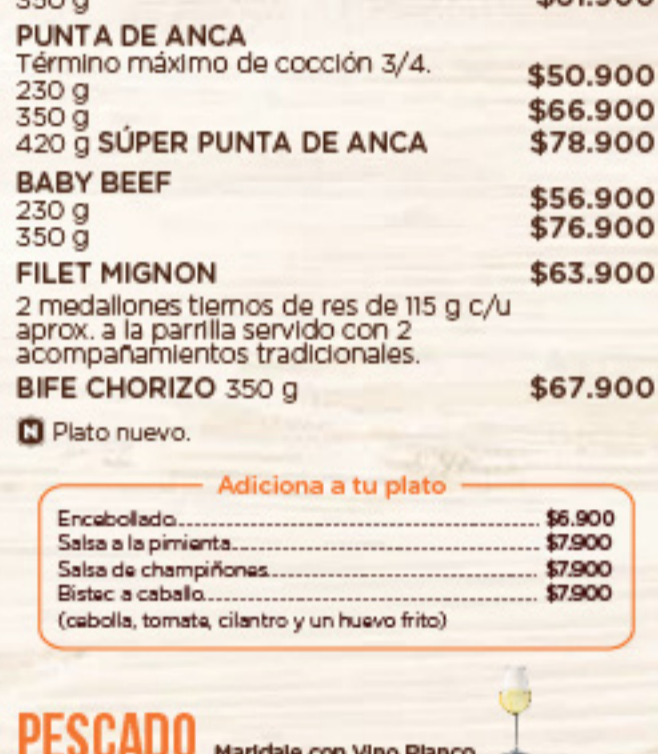 350 g $61.900
PUNTA DE ANCA
Término máximo de cocción 3/4.
230 g $50.900
350 g $66.900
420 g SÚPER PUNTA DE ANCA $78.900
BABY BEEF
230 g $56.900
350 g $76.900
FILET MIGNON $63.900
2 medallones tiernos de res de 115 g c/u
aprox. a la parrilla servido con 2
acompañamientos tradicionales.
BIFE CHORIZO 350 g $67.900
N Plato nuevo.
Adiciona a tu plato
Encebollado $6.900
Salsa a la pimienta $7.900
Salsa de champiñones $7.900
Bistec a caballo $7.900
(cebolla, tomate, cilantro y un huevo frito)
PESCADO Maridaje con Vino Blanco